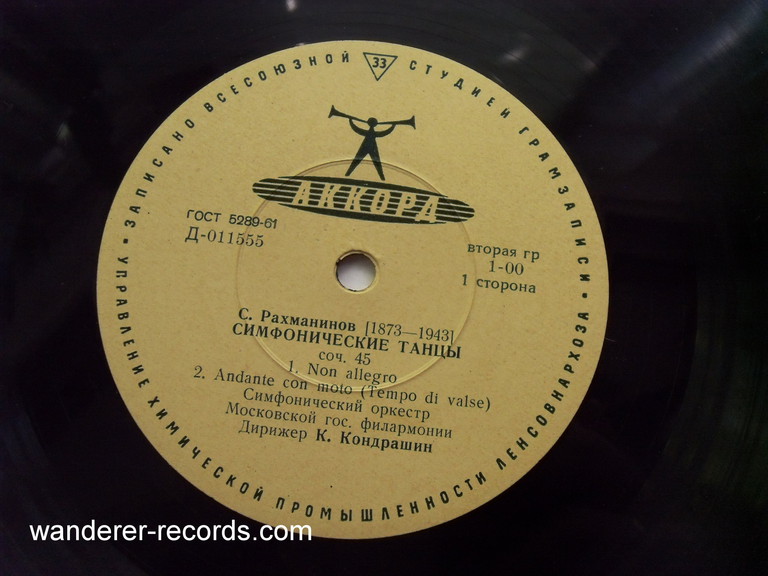 ЗАПИСАНО ВСЕСОЮЗНОЙ 33 СТУДИЕЙ ГРАМЗАПИСИ
УПРАВЛЕНИЕ ХИМИЧЕСКОЙ ПРОМЫШЛЕННОСТИ ЛЕНСОВНАРХОЗА
АККОРД
ГОСТ 5289-61
Д-011555
вторая гр
1-00
1 сторона
С. Рахманинов [1873—1943]
СИМФОНИЧЕСКИЕ ТАНЦЫ
соч. 45
1. Non allegro
2. Andante con moto (Tempo di valse)
Симфонический оркестр
Московской гос. филармонии
Дирижер К. Кондрашин
wanderer-records.com